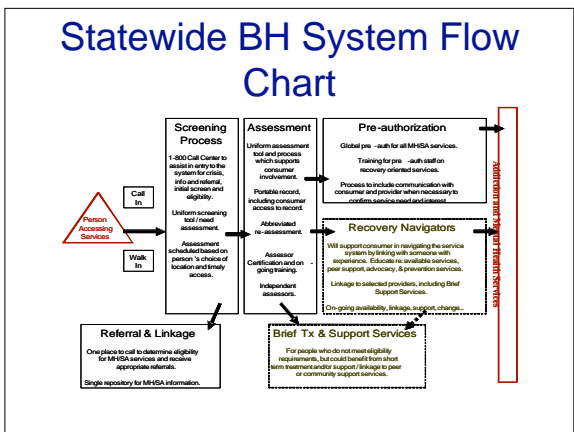 Statewide BH System Flow
Chart
Call
In
Person
Accessing
Services
Walk
In
Screening
Process
1-800 Call Center to
assist in entry to the
system for crisis,
info and referral,
initial screen and
eligibility.
Uniform screening
tool / need
assessment.
Assessment
scheduled based on
person 's choice of
location and timely
access.
Assessment
Uniform assessment
tool and process
which supports
consumer
involvement.
Portable record,
including consumer
access to record.
Abbreviated
re -assessment.
Assessor
Certification and on -
going training.
Independent
assessors.
Pre-authorization
Global pre -auth for all MH/SA services.
Training for pre -auth staff on
recovery oriented services.
Process to include communication with
consumer and provider when necessary to
confirm service need and interest.
Recovery Navigators
Will support consumer in navigating the service
system by linking with someone with
experience. Educate re: available services,
peer support, advocacy, & prevention services.
Linkage to selected providers, including Brief
Support Services.
On-going availability, linkage, support, change...
Addiction and Mental Health Services
Referral & Linkage
One place to call to determine eligibility
for MH/SA services and receive
appropriate referrals.
Single repository for MH/SA information.
Brief Tx & Support Services
For people who do not meet eligibility
requirements, but could benefit from short
term treatment and/or support / linkage to peer
or community support services.